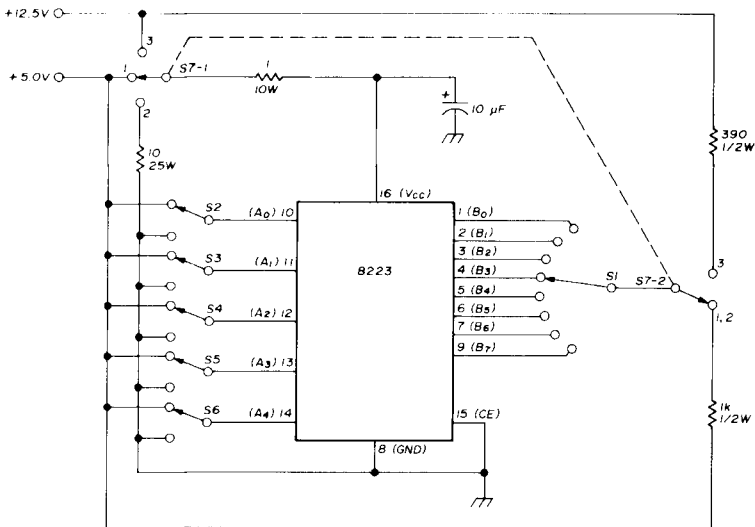 +12.5V
3
390
1/2W
+5.0V
1
S7-1
1
10W
+
10 µF
2
10
25W
16 (VCC)
8223
S2
(A0) 10
S3
(A1) 11
S4
(A2) 12
S5
(A3) 13
S6
(A4) 14
1 (B0)
2 (B1)
3 (B2)
4 (B3)
5 (B4)
6 (B5)
7 (B6)
9 (B7)
15 (CE)
8 (GND)
S1
S7-2
3
1, 2
1k
1/2W